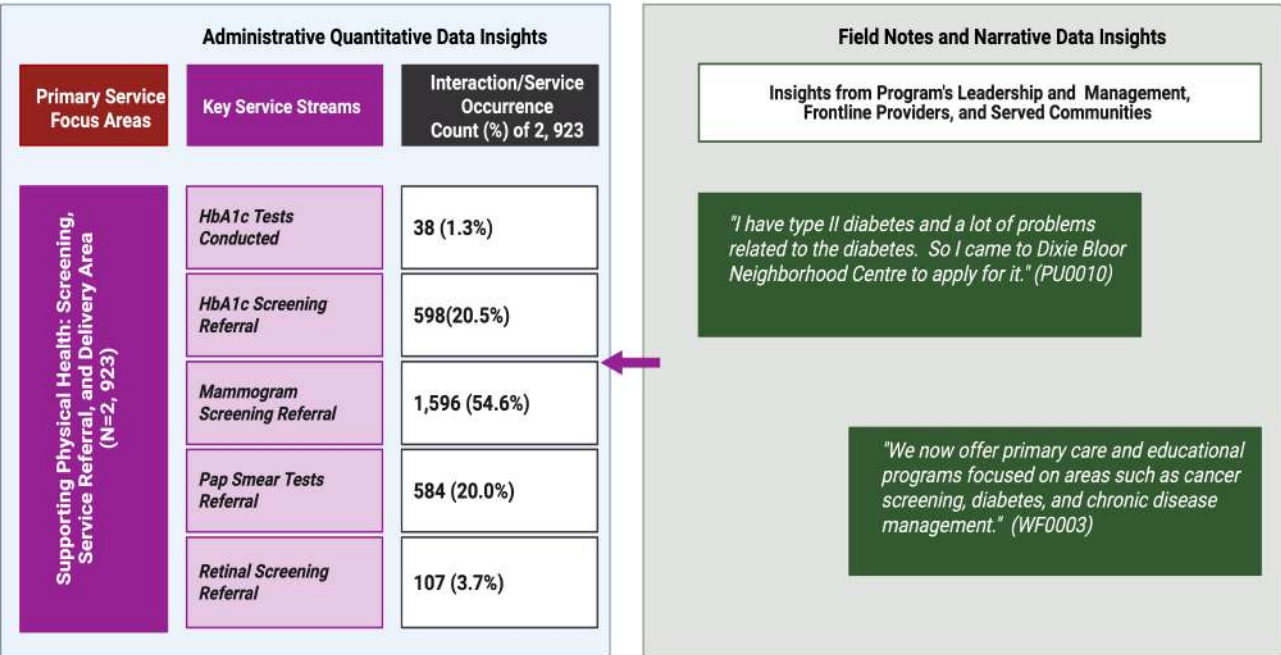 Administrative Quantitative Data Insights
Primary Service
Focus Areas
Key Service Streams
Interaction/Service
Occurrence
Count (%) of 2, 923
Supporting Physical Health: Screening,
Service Referral, and Delivery Area
(N=2, 923)
HbA1c Tests
Conducted
38 (1.3%)
HbA1c Screening
Referral
598(20.5%)
Mammogram
Screening Referral
1,596 (54.6%)
Pap Smear Tests
Referral
584 (20.0%)
Retinal Screening
Referral
107 (3.7%)
Field Notes and Narrative Data Insights
Insights from Program's Leadership and Management,
Frontline Providers, and Served Communities
"I have type II diabetes and a lot of problems
related to the diabetes. So I came to Dixie Bloor
Neighborhood Centre to apply for it." (PU0010)
"We now offer primary care and educational
programs focused on areas such as cancer
screening, diabetes, and chronic disease
management." (WF0003)